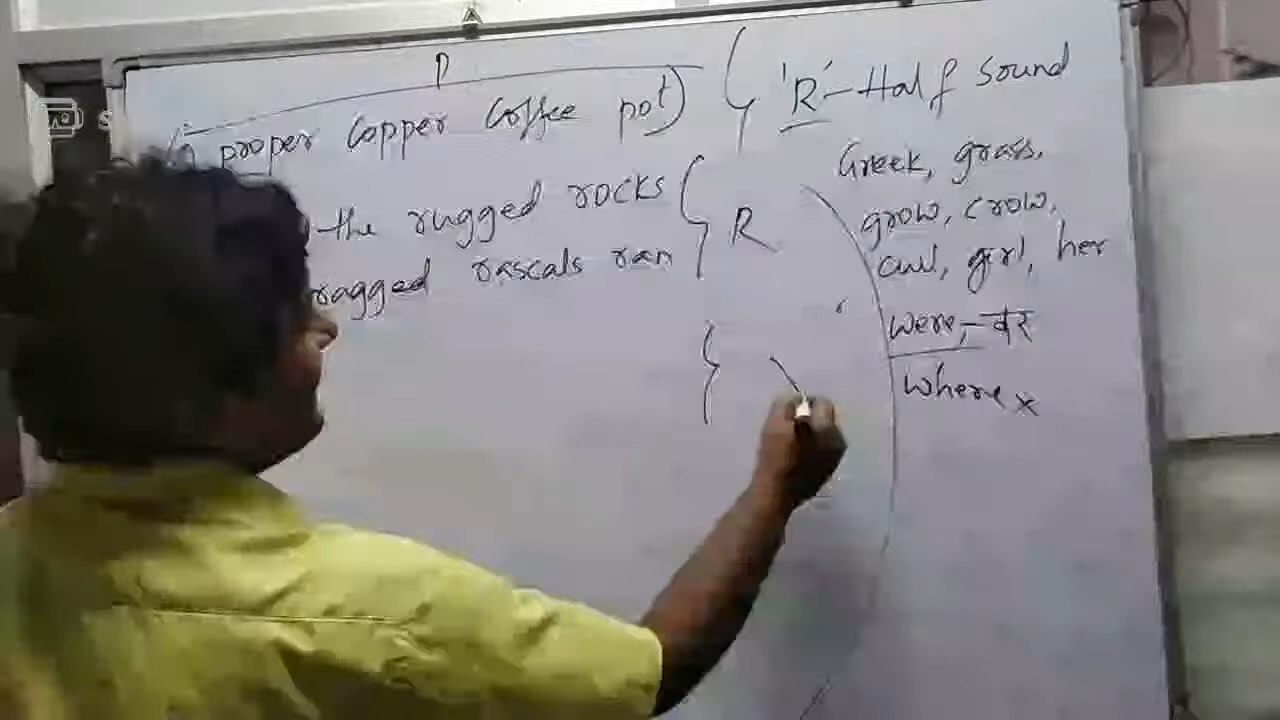 P
(a proper copper coffee pot)
the rugged rocks
ragged rascals ran
R
'R'-Half sound
Greek, grass,
grow, crow,
curl, girl, her
were,-वर
where x